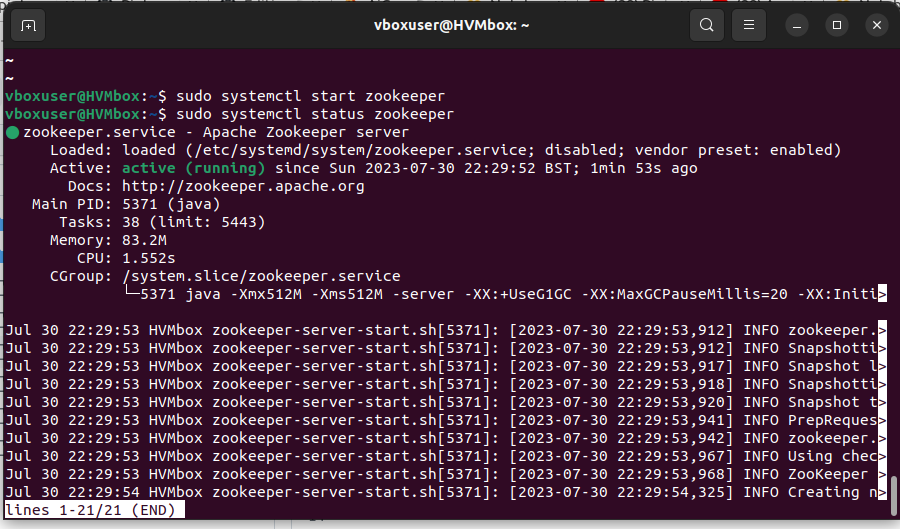 vboxuser@HVMbox: ~
~
~
vboxuser@HVMbox:~$ sudo systemctl start zookeeper
vboxuser@HVMbox:~$ sudo systemctl status zookeeper
● zookeeper.service - Apache Zookeeper server
Loaded: loaded (/etc/systemd/system/zookeeper.service; disabled; vendor preset: enabled)
Active: active (running) since Sun 2023-07-30 22:29:52 BST; 1min 53s ago
Docs: http://zookeeper.apache.org
Main PID: 5371 (java)
Tasks: 38 (limit: 5443)
Memory: 83.2M
CPU: 1.552s
CGroup: /system.slice/zookeeper.service
└─5371 java -Xmx512M -Xms512M -server -XX:+UseG1GC -XX:MaxGCPauseMillis=20 -XX:Initi>
Jul 30 22:29:53 HVMbox zookeeper-server-start.sh[5371]: [2023-07-30 22:29:53,912] INFO zookeeper.>
Jul 30 22:29:53 HVMbox zookeeper-server-start.sh[5371]: [2023-07-30 22:29:53,912] INFO Snapshotti>
Jul 30 22:29:53 HVMbox zookeeper-server-start.sh[5371]: [2023-07-30 22:29:53,917] INFO Snapshot l>
Jul 30 22:29:53 HVMbox zookeeper-server-start.sh[5371]: [2023-07-30 22:29:53,918] INFO Snapshotti>
Jul 30 22:29:53 HVMbox zookeeper-server-start.sh[5371]: [2023-07-30 22:29:53,920] INFO Snapshot t>
Jul 30 22:29:53 HVMbox zookeeper-server-start.sh[5371]: [2023-07-30 22:29:53,941] INFO PrepReques>
Jul 30 22:29:53 HVMbox zookeeper-server-start.sh[5371]: [2023-07-30 22:29:53,942] INFO zookeeper.>
Jul 30 22:29:53 HVMbox zookeeper-server-start.sh[5371]: [2023-07-30 22:29:53,967] INFO Using chec>
Jul 30 22:29:53 HVMbox zookeeper-server-start.sh[5371]: [2023-07-30 22:29:53,968] INFO ZooKeeper >
Jul 30 22:29:54 HVMbox zookeeper-server-start.sh[5371]: [2023-07-30 22:29:54,325] INFO Creating n>
lines 1-21/21 (END)